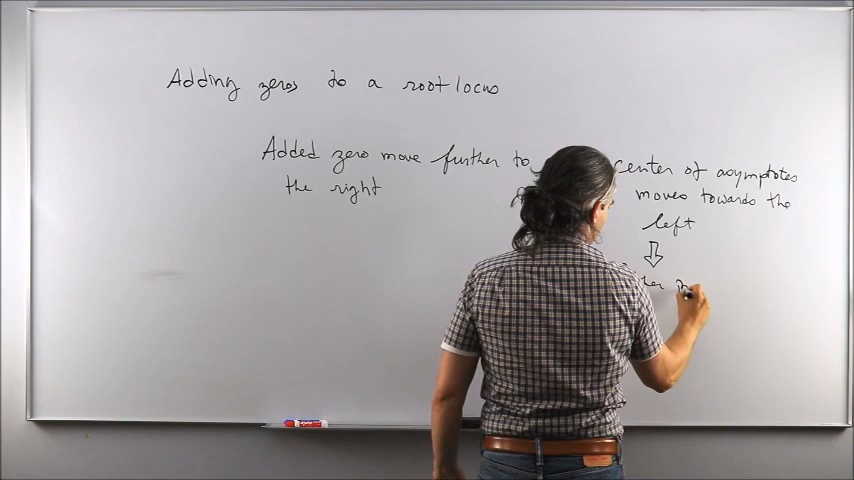 Adding zeros to a root locus
Added zero move further to
the right
center of asymptotes
moves towards the
left